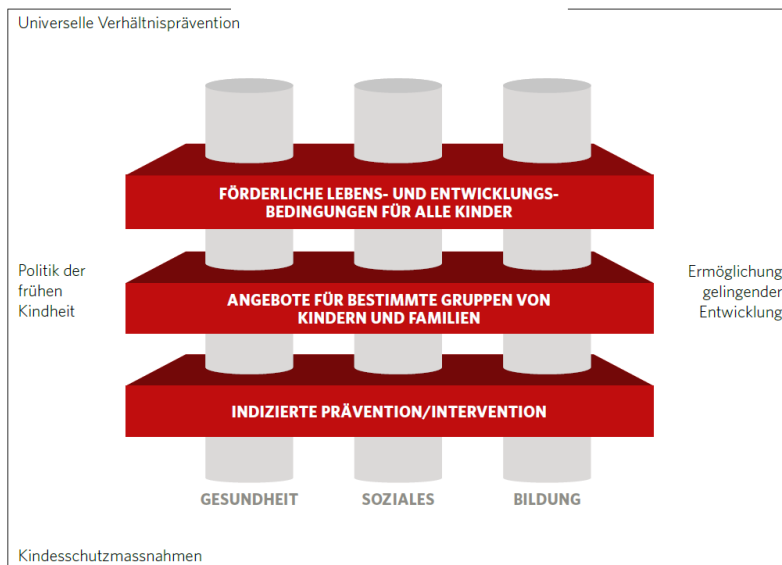 Universelle Verhältnisprävention
FÖRDERLICHE LEBENS- UND ENTWICKLUNGS-
BEDINGUNGEN FÜR ALLE KINDER
Politik der
frühen
Kindheit
ANGEBOTE FÜR BESTIMMTE GRUPPEN VON
KINDERN UND FAMILIEN
Ermöglichung
gelingender
Entwicklung
INDIZIERTE PRÄVENTION/INTERVENTION
GESUNDHEIT
SOZIALES
BILDUNG
Kindesschutzmassnahmen